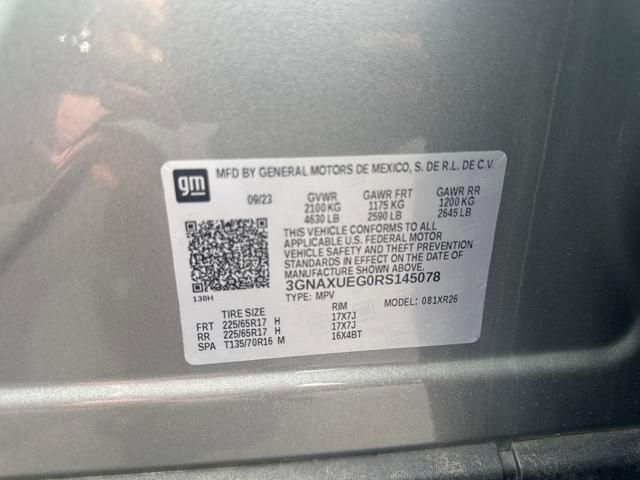 gm
MFD BY GENERAL MOTORS DE MEXICO, S. DE R.L. DE C.V.
09/23 GVWR GAWR FRT GAWR RR
2100 KG 1175 KG 1200 KG
4630 LB 2590 LB 2645 LB
THIS VEHICLE CONFORMS TO ALL
APPLICABLE U.S. FEDERAL MOTOR
VEHICLE SAFETY AND THEFT PREVENTION
STANDARDS IN EFFECT ON THE DATE OF
MANUFACTURE SHOWN ABOVE.
3GNAXUEG0RS145078
130H
TYPE: MPV MODEL: 081XR26
TIRE SIZE RIM
FRT 225/65R17 H 17X7J
RR 225/65R17 H 17X7J
SPA T135/70R16 M 16X4BT